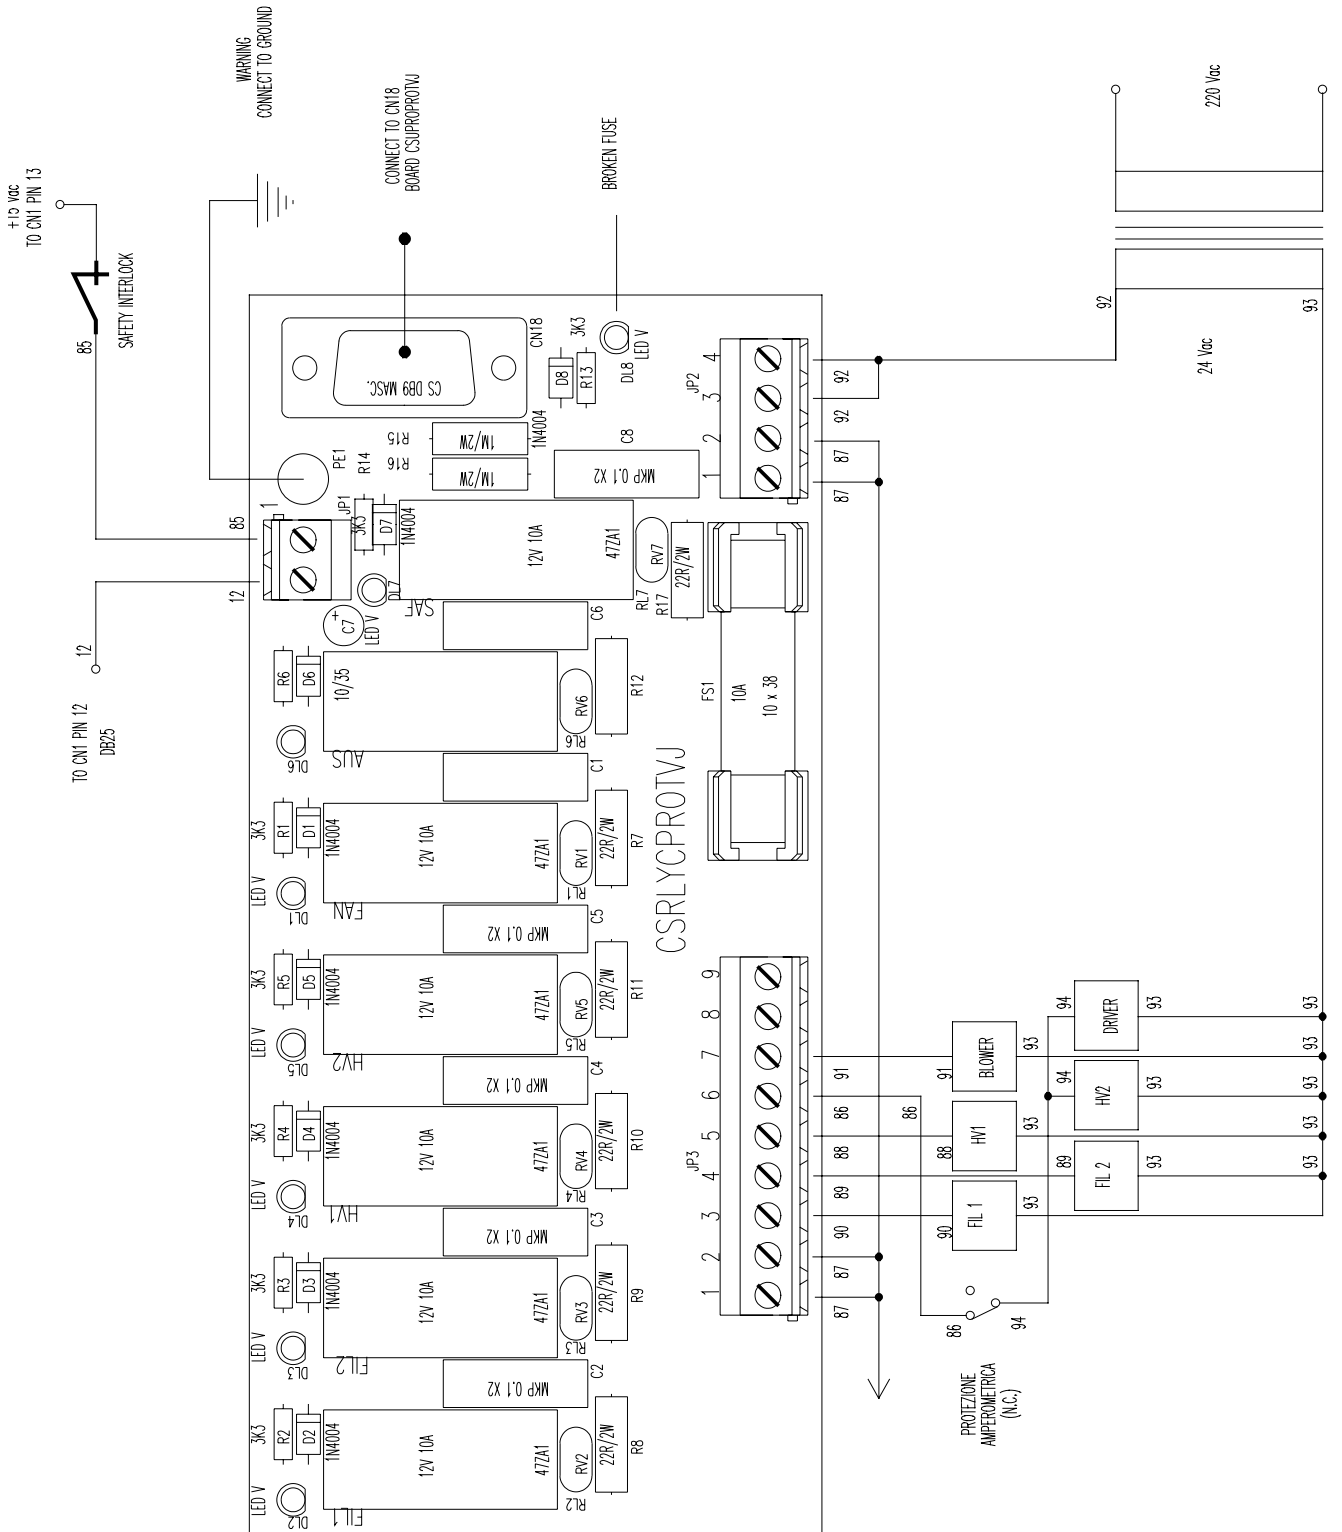 +15 vac
TO CN1 PIN 13
WARNING
CONNECT TO GROUND
SAFETY INTERLOCK
85
85
12
12
TO CN1 PIN 12
DB25
CONNECT TO CN18
BOARD CSUPROPROTVJ
BROKEN FUSE
CS DB9 MASC.
CN18
3K3
D8
R13
DL8
LED V
R15
1M/2W
1N4004
R16
1M/2W
R14
PE1
C8
MKP 0.1 X2
1
JP1
3K3
D7
1N4004
DL7
LED V
+
C7
SAF
12V 10A
47ZA1
RL7
RV7
R17
22R/2W
C6
R6
D6
10/35
DL6
AUS
RV6
RL6
R12
C1
3K3
R1
D1
1N4004
LED V
DL1
FAN
12V 10A
47ZA1
RV1
RL1
22R/2W
R7
C5
MKP 0.1 X2
3K3
R5
D5
1N4004
LED V
DL5
HV2
12V 10A
47ZA1
RV5
RL5
22R/2W
R11
C4
MKP 0.1 X2
3K3
R4
D4
1N4004
LED V
DL4
HV1
12V 10A
47ZA1
RV4
RL4
22R/2W
R10
C3
MKP 0.1 X2
3K3
R3
D3
1N4004
LED V
DL3
FIL2
12V 10A
47ZA1
RV3
RL3
22R/2W
R9
C2
MKP 0.1 X2
3K3
R2
D2
1N4004
LED V
DL2
FIL1
12V 10A
47ZA1
RV2
RL2
22R/2W
R8
CSRLYCPROTVJ
FS1
10A
10 x 38
JP2
4
3
2
1
92
92
87
87
JP3
9
8
7
6
5
4
3
2
1
91
86
88
89
90
87
87
220 Vac
24 Vac
92
93
91
BLOWER
93
94
DRIVER
93
93
86
94
HV2
93
93
88
HV1
93
93
89
FIL 2
93
93
90
FIL 1
93
86
94
PROTEZIONE
AMPEROMETRICA
(N.C.)